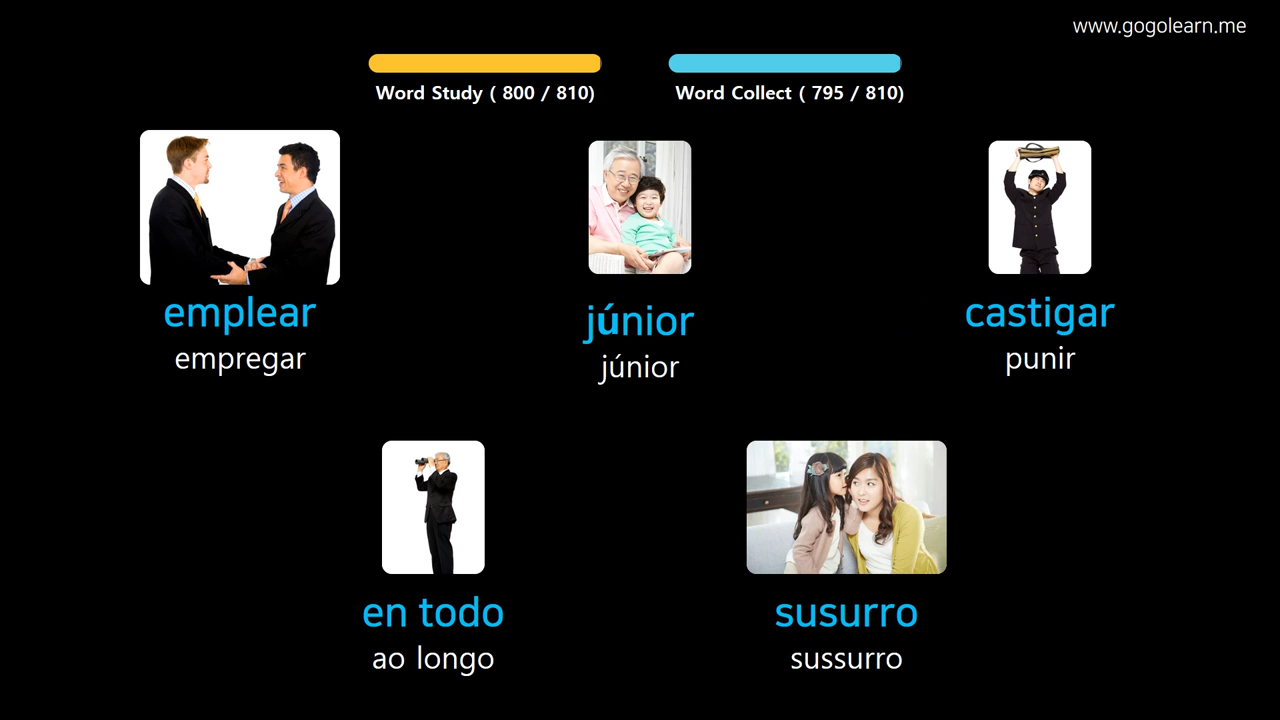 www.gogolearn.me
Word Study ( 800 / 810)
Word Collect ( 795 / 810)
emplear
empregar
júnior
júnior
castigar
punir
en todo
ao longo
susurro
sussurro